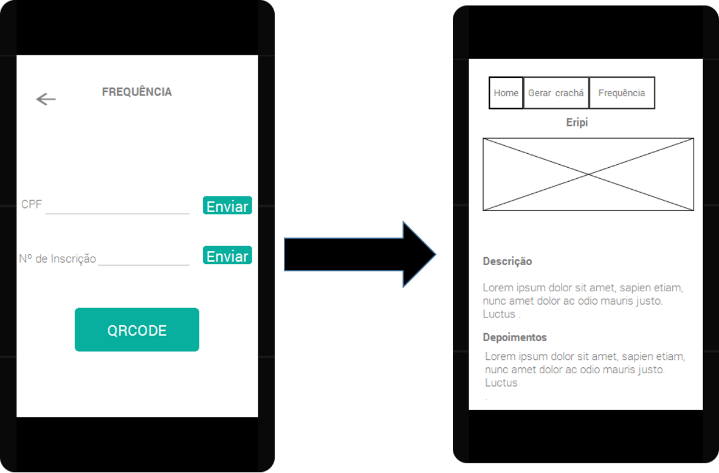 FREQUÊNCIA
CPF
Enviar
Nº de Inscrição
Enviar
QRCODE
Home
Gerar crachá
Frequência
Eripi
Descrição
Lorem ipsum dolor sit amet, sapien etiam,
nunc amet dolor ac odio mauris justo.
Luctus .
Depoimentos
Lorem ipsum dolor sit amet, sapien etiam,
nunc amet dolor ac odio mauris justo.
Luctus
.